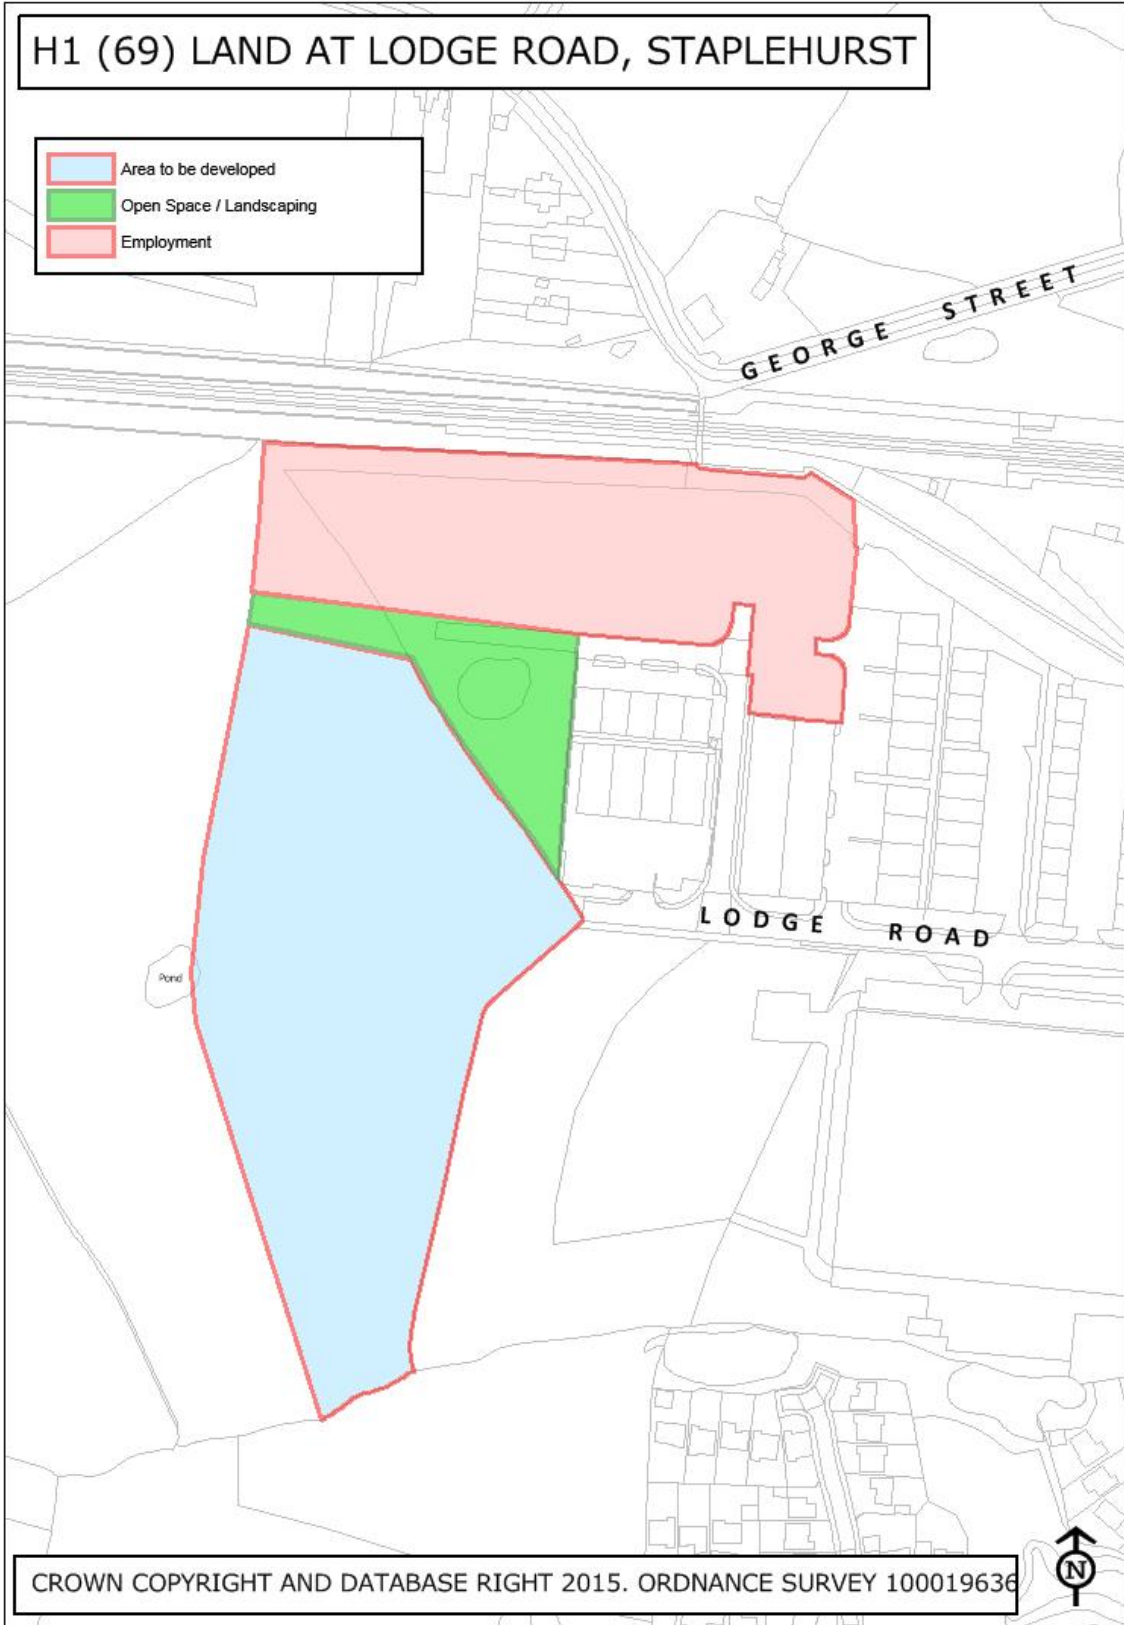 H1 (69) LAND AT LODGE ROAD, STAPLEHURST
Area to be developed
Open Space / Landscaping
Employment
GEORGE STREET
LODGE ROAD
Pond
N
CROWN COPYRIGHT AND DATABASE RIGHT 2015. ORDNANCE SURVEY 100019636